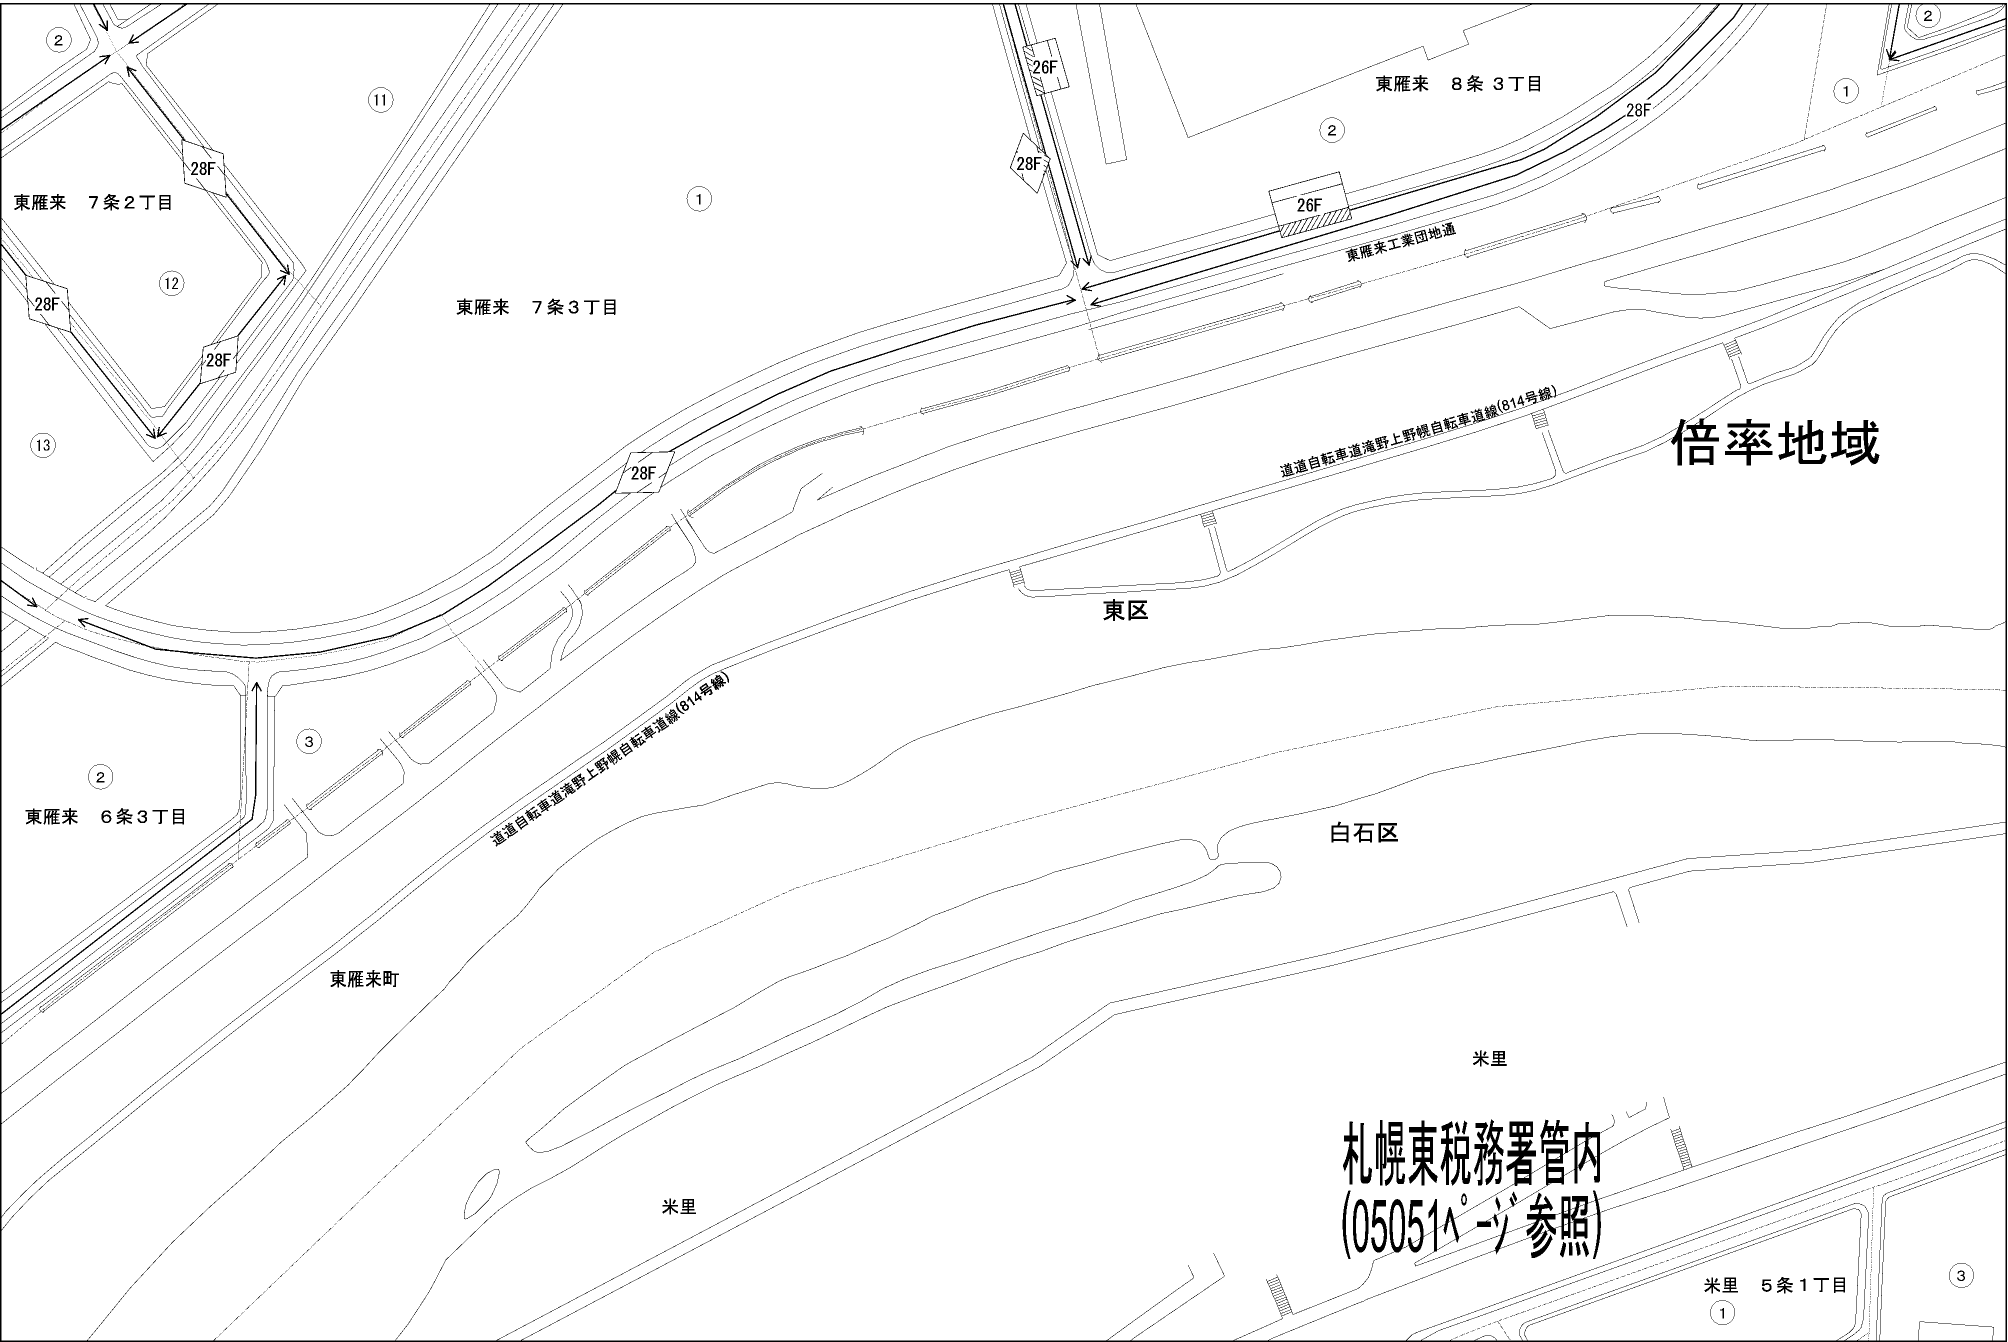 ②
②
⑪
26F
東雁来　８条３丁目
①
28F
②
28F
28F
東雁来　７条２丁目
①
26F
東雁来工業団地通
⑫
28F
東雁来　７条３丁目
28F
道道自転車道滝野上野幌自転車道線(814号線)
⑬
倍率地域
28F
東区
道道自転車道滝野上野幌自転車道線(814号線)
③
②
東雁来　６条３丁目
白石区
東雁来町
米里
札幌東税務署管内
(05051ﾍﾟｰｼﾞ参照)
米里
米里　５条１丁目
③
①